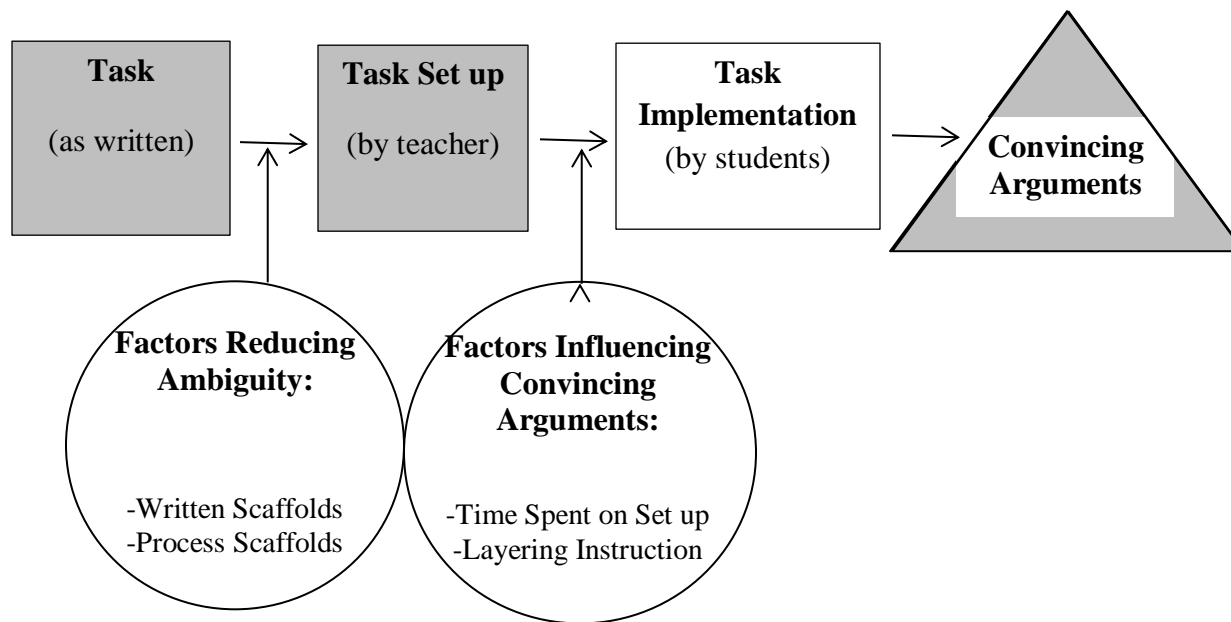 Task
(as written)
Task Set up
(by teacher)
Task
Implementation
(by students)
Convincing
Arguments
Factors Reducing
Ambiguity:
-Written Scaffolds
-Process Scaffolds
Factors Influencing
Convincing
Arguments:
-Time Spent on Set up
-Layering Instruction